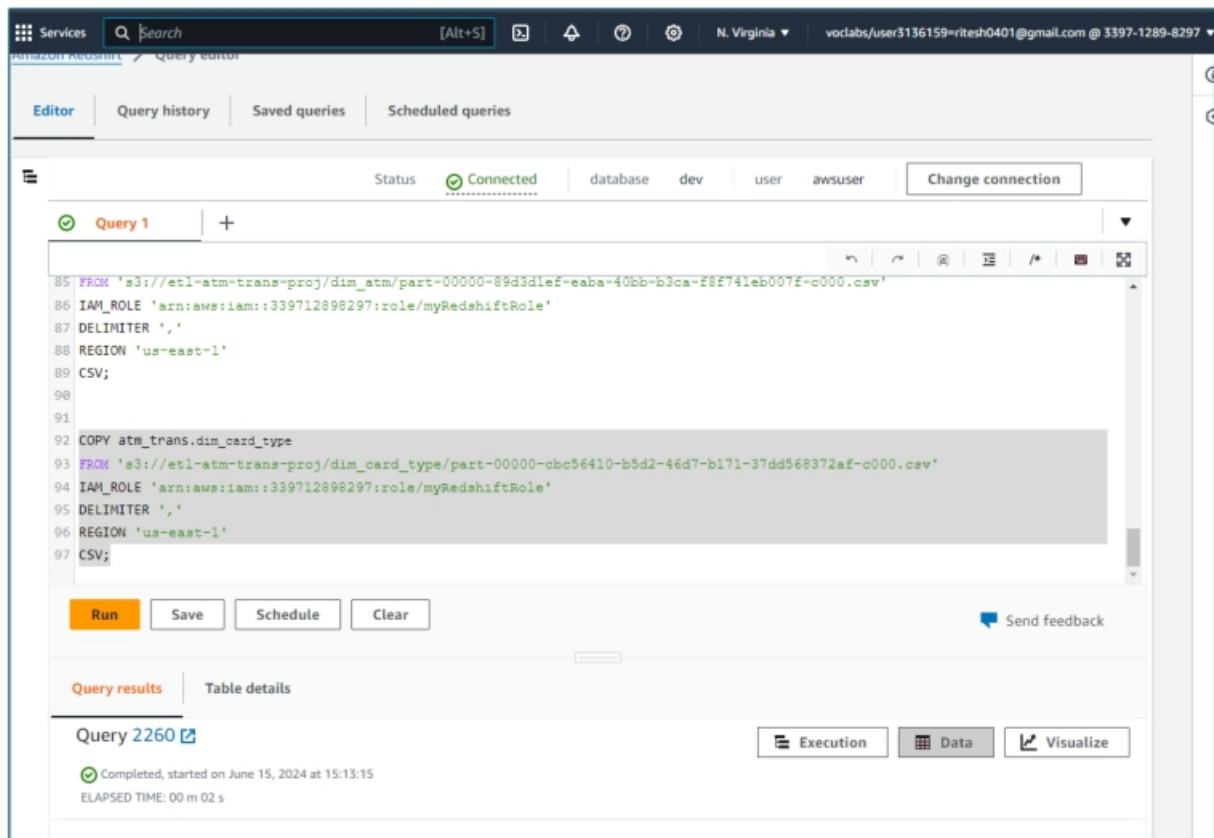 Services Search [Alt+S] N. Virginia ▼ voclabs/user3136159=ritesh0401@gmail.com @ 3397-1289-8297 ▼
Amazon Redshift > Query editor
Editor Query history Saved queries Scheduled queries
Status Connected database dev user awsuser Change connection
Query 1 + ▼
/*
85 FROM 's3://etl-atm-trans-proj/dim_atm/part-00000-89d3d1ef-eaba-40bb-b3ca-f8f741eb007f-c000.csv'
86 IAM_ROLE 'arn:aws:iam::339712898297:role/myRedshiftRole'
87 DELIMITER ','
88 REGION 'us-east-1'
89 CSV;
90
91
92 COPY atm_trans.dim_card_type
93 FROM 's3://etl-atm-trans-proj/dim_card_type/part-00000-cbc56410-b5d2-46d7-b171-37dd568372af-c000.csv'
94 IAM_ROLE 'arn:aws:iam::339712898297:role/myRedshiftRole'
95 DELIMITER ','
96 REGION 'us-east-1'
97 CSV;
Run Save Schedule Clear Send feedback
Query results Table details
Query 2260 Execution Data Visualize
Completed, started on June 15, 2024 at 15:13:15
ELAPSED TIME: 00 m 02 s